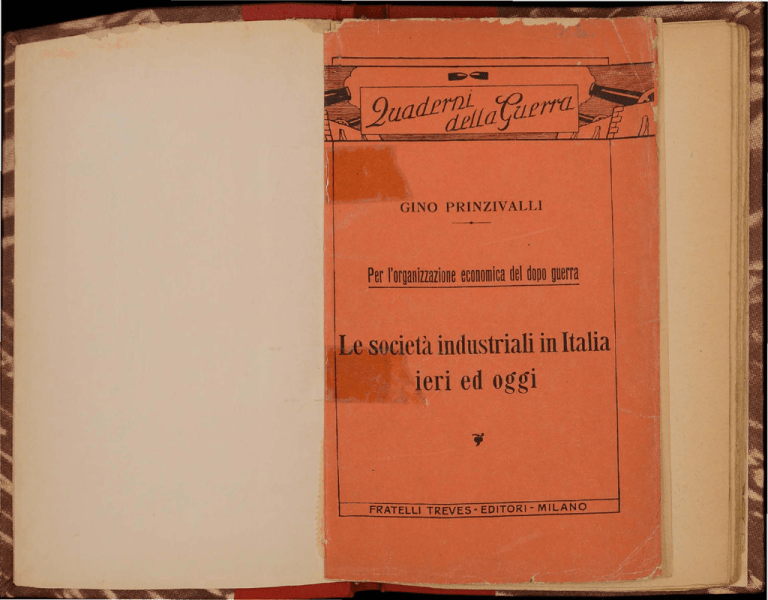 Quaderni
della Guerra
GINO PRINZIVALLI
Per l'organizzazione economica del dopo guerra
Le società industriali in Italia
ieri ed oggi
FRATELLI TREVES - EDITORI - MILANO